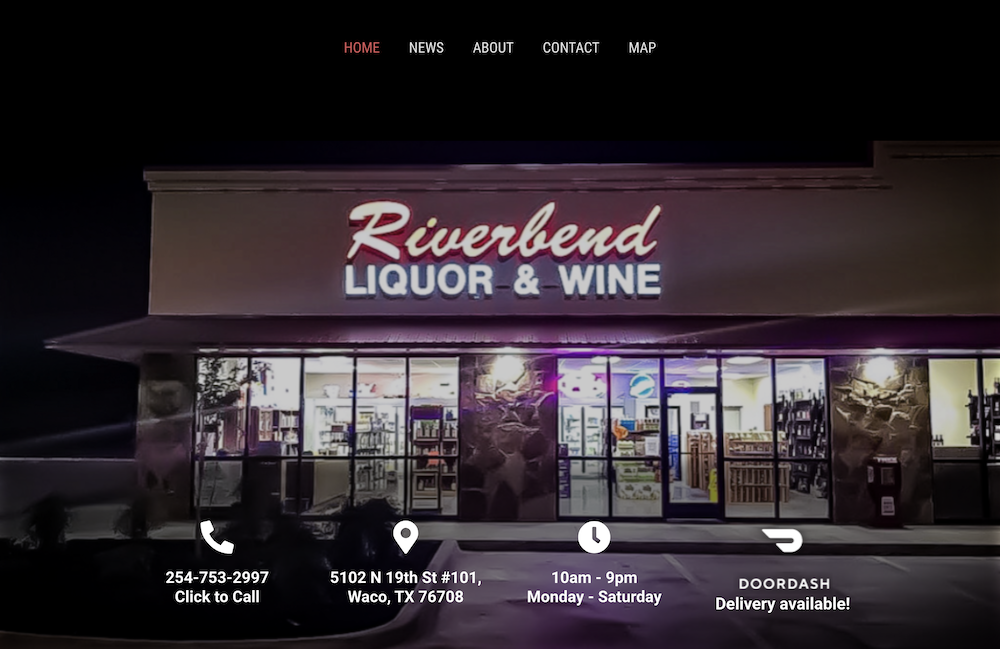 HOME NEWS ABOUT CONTACT MAP
Riverbend
LIQUOR & WINE
254-753-2997
Click to Call
5102 N 19th St #101,
Waco, TX 76708
10am - 9pm
Monday - Saturday
DOORDASH
Delivery available!